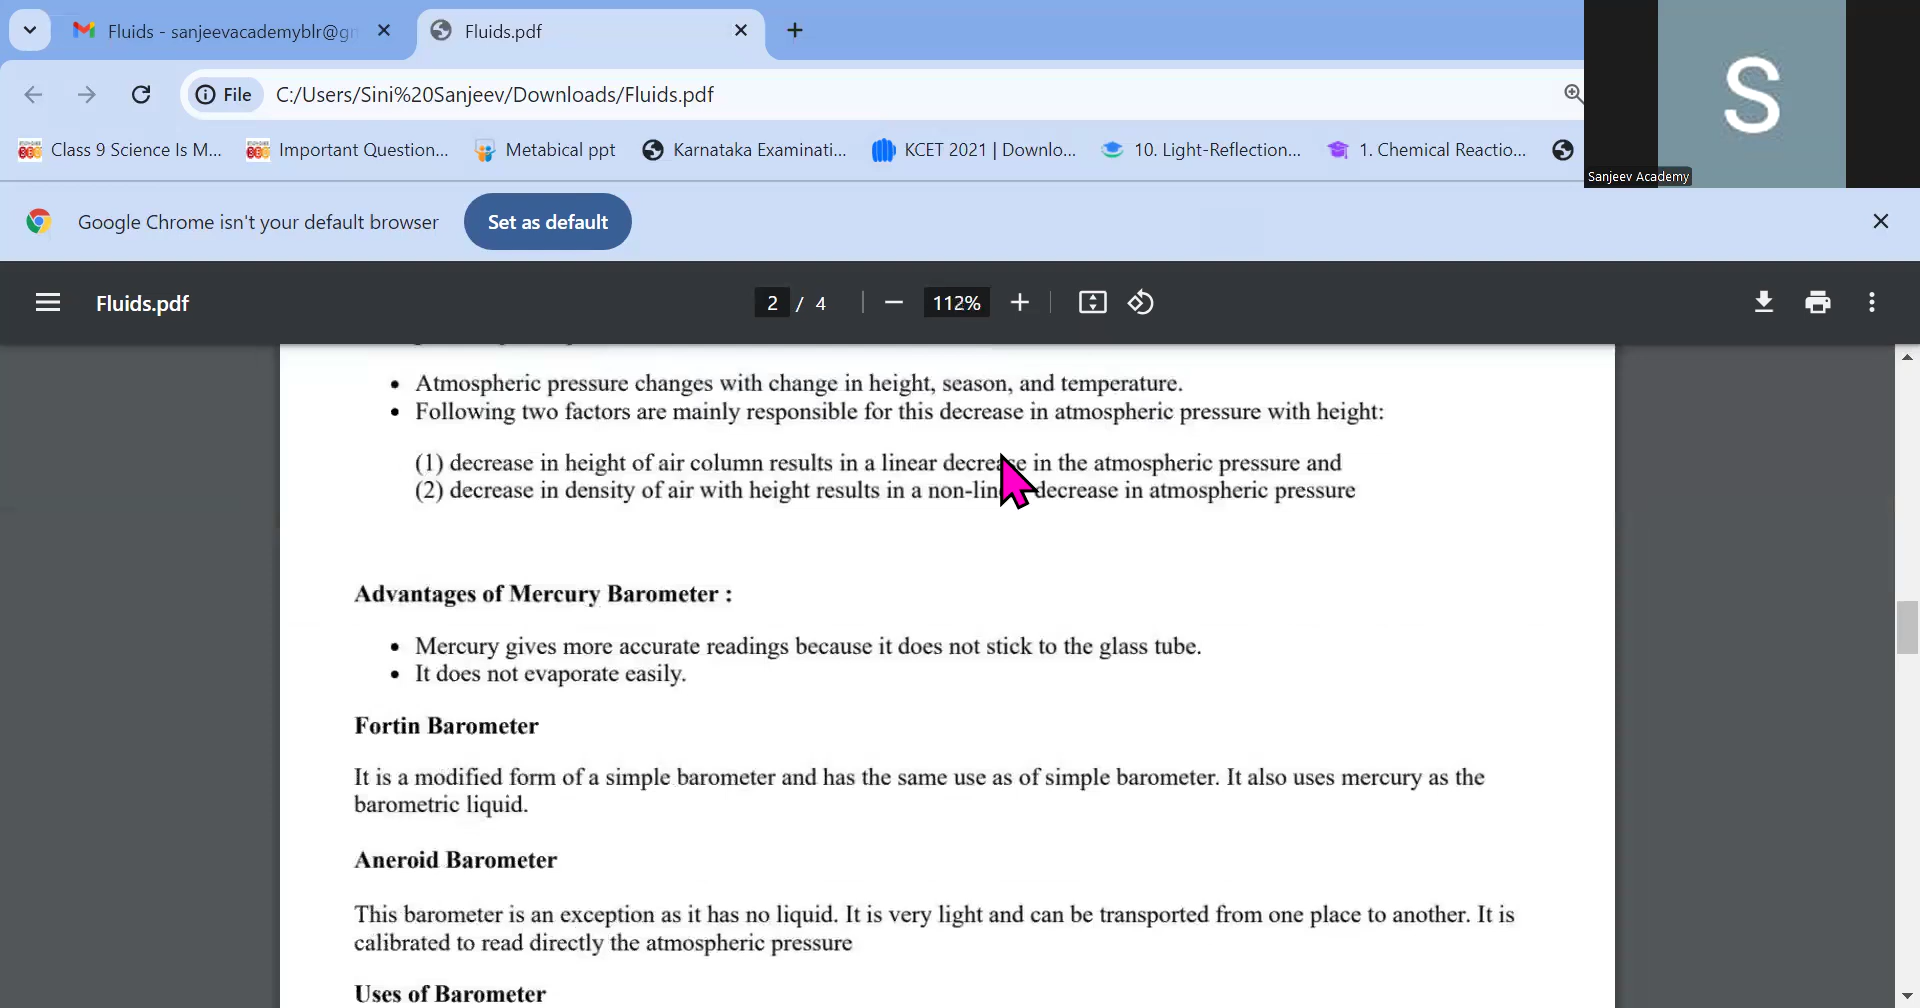 Fluids - sanjeevacademyblr@gr
Fluids.pdf
File
C:/Users/Sini%20Sanjeev/Downloads/Fluids.pdf
S
Class 9 Science Is M...
Important Question...
Metabical ppt
Karnataka Examinati...
KCET 2021 | Downlo...
10. Light-Reflection...
1. Chemical Reactio...
Sanjeev Academy
Google Chrome isn't your default browser
Set as default
Fluids.pdf
2 / 4
112%
• Atmospheric pressure changes with change in height, season, and temperature.
• Following two factors are mainly responsible for this decrease in atmospheric pressure with height:
(1) decrease in height of air column results in a linear decrease in the atmospheric pressure and
(2) decrease in density of air with height results in a decrease in atmospheric pressure
Advantages of Mercury Barometer :
• Mercury gives more accurate readings because it does not stick to the glass tube.
• It does not evaporate easily.
Fortin Barometer
It is a modified form of a simple barometer and has the same use as of simple barometer. It also uses mercury as the
barometric liquid.
Aneroid Barometer
This barometer is an exception as it has no liquid. It is very light and can be transported from one place to another. It is
calibrated to read directly the atmospheric pressure
Uses of Barometer